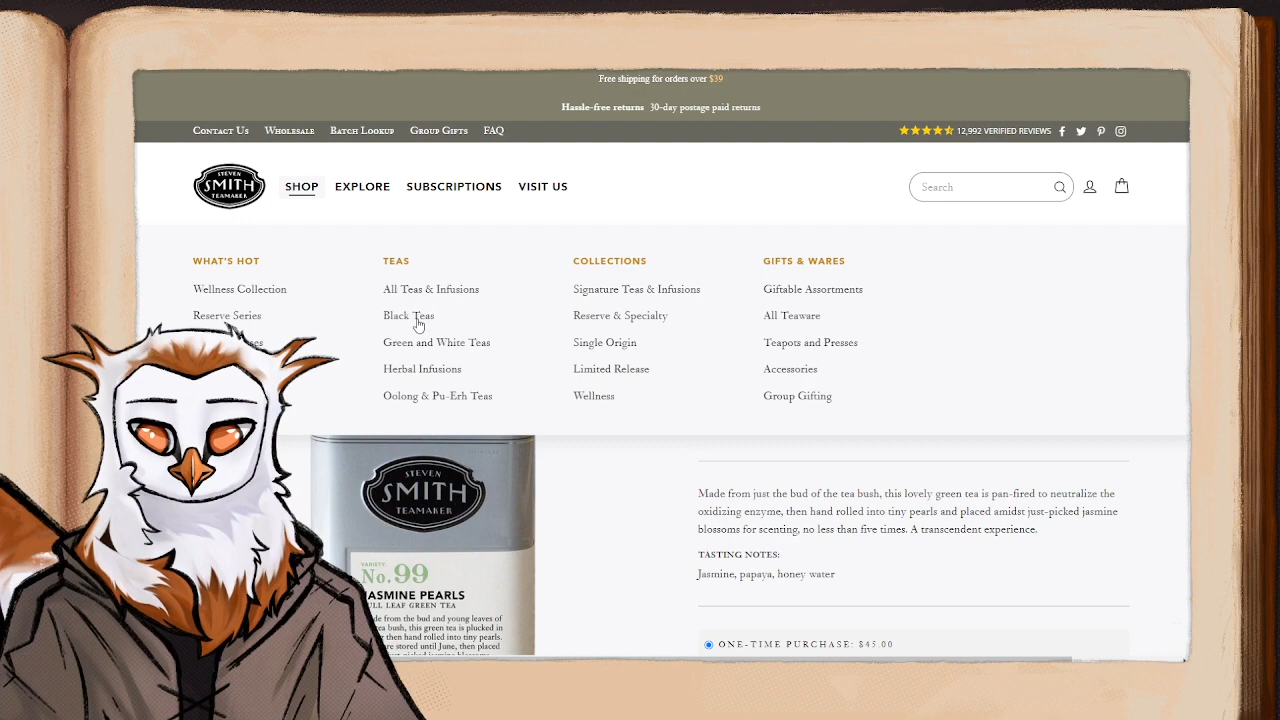 Free shipping for orders over $39
Hassle-free returns 30-day postage paid returns
Contact Us Wholesale Batch Lookup Group Gifts FAQ
12,992 VERIFIED REVIEWS
STEVEN
SMITH
TEAMAKER
SHOP EXPLORE SUBSCRIPTIONS VISIT US
Search
WHAT'S HOT
Wellness Collection
Reserve Series
TEAS
All Teas & Infusions
Black Teas
Green and White Teas
Herbal Infusions
Oolong & Pu-Erh Teas
COLLECTIONS
Signature Teas & Infusions
Reserve & Specialty
Single Origin
Limited Release
Wellness
GIFTS & WARES
Giftable Assortments
All Teaware
Teapots and Presses
Accessories
Group Gifting
STEVEN
SMITH
TEAMAKER
VARIETY:
No.99
JASMINE PEARLS
FULL LEAF GREEN TEA
from the bud and young leaves of
tea bush, this green tea is plucked in
then hand rolled into tiny pearls.
stored until June, then placed
Made from just the bud of the tea bush, this lovely green tea is pan-fired to neutralize the
oxidizing enzyme, then hand rolled into tiny pearls and placed amidst just-picked jasmine
blossoms for scenting, no less than five times. A transcendent experience.
TASTING NOTES:
Jasmine, papaya, honey water
ONE-TIME PURCHASE: $45.00